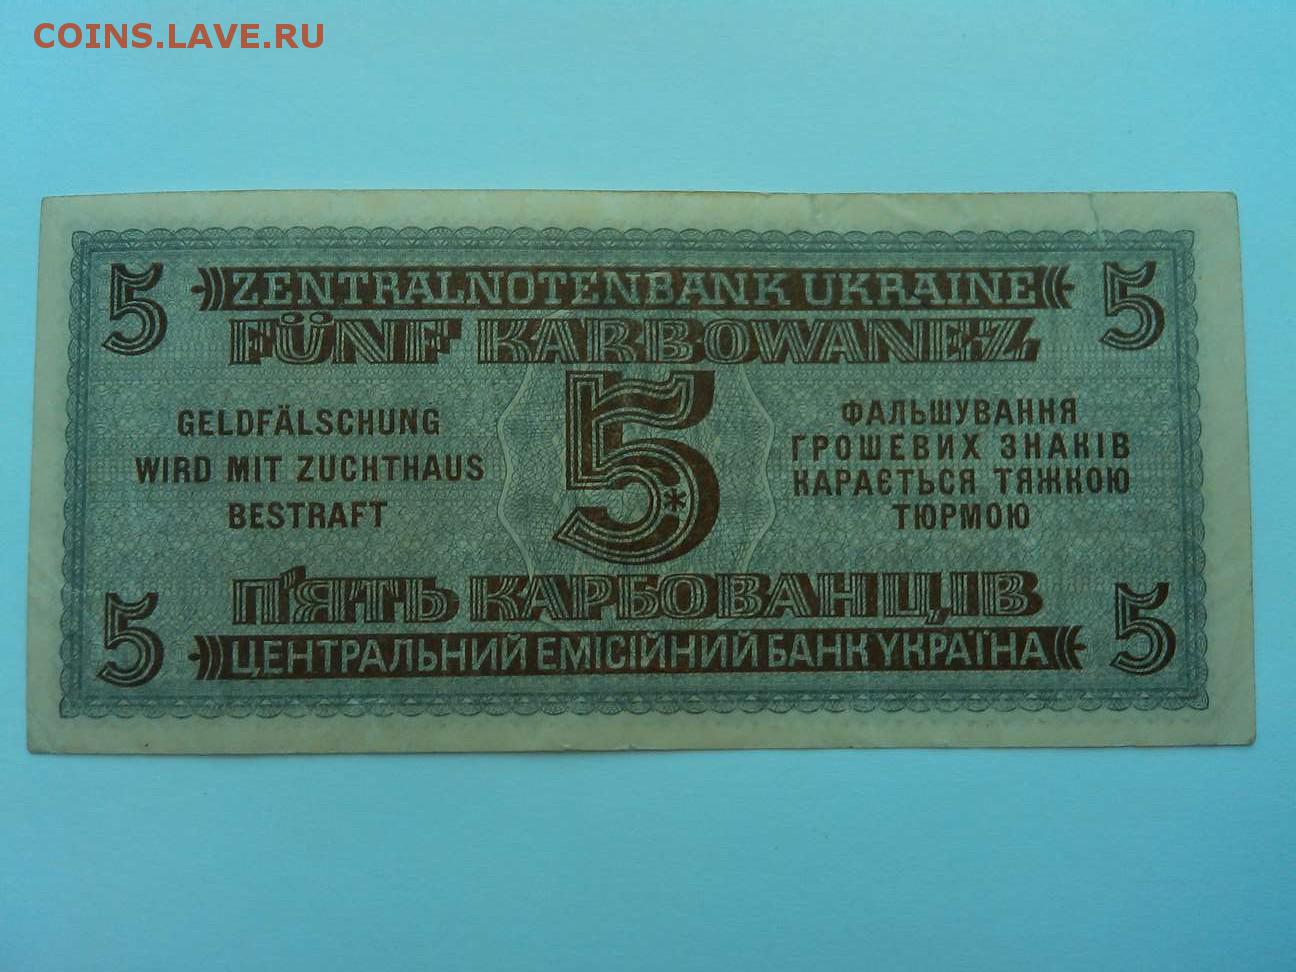 COINS.LAVE.RU
5 ZENTRALNOTENBANK UKRAINE 5
FÜNF KARBOWANEZ
GELDFÄLSCHUNG
WIRD MIT ZUCHTHAUS
BESTRAFT
5
*
ФАЛЬШУВАННЯ
ГРОШЕВИХ ЗНАКІВ
КАРАЄТЬСЯ ТЯЖКОЮ
ТЮРМОЮ
П'ЯТЬ КАРБОВАНЦІВ
5 ЦЕНТРАЛЬНИЙ ЕМІСІЙНИЙ БАНК УКРАЇНА 5